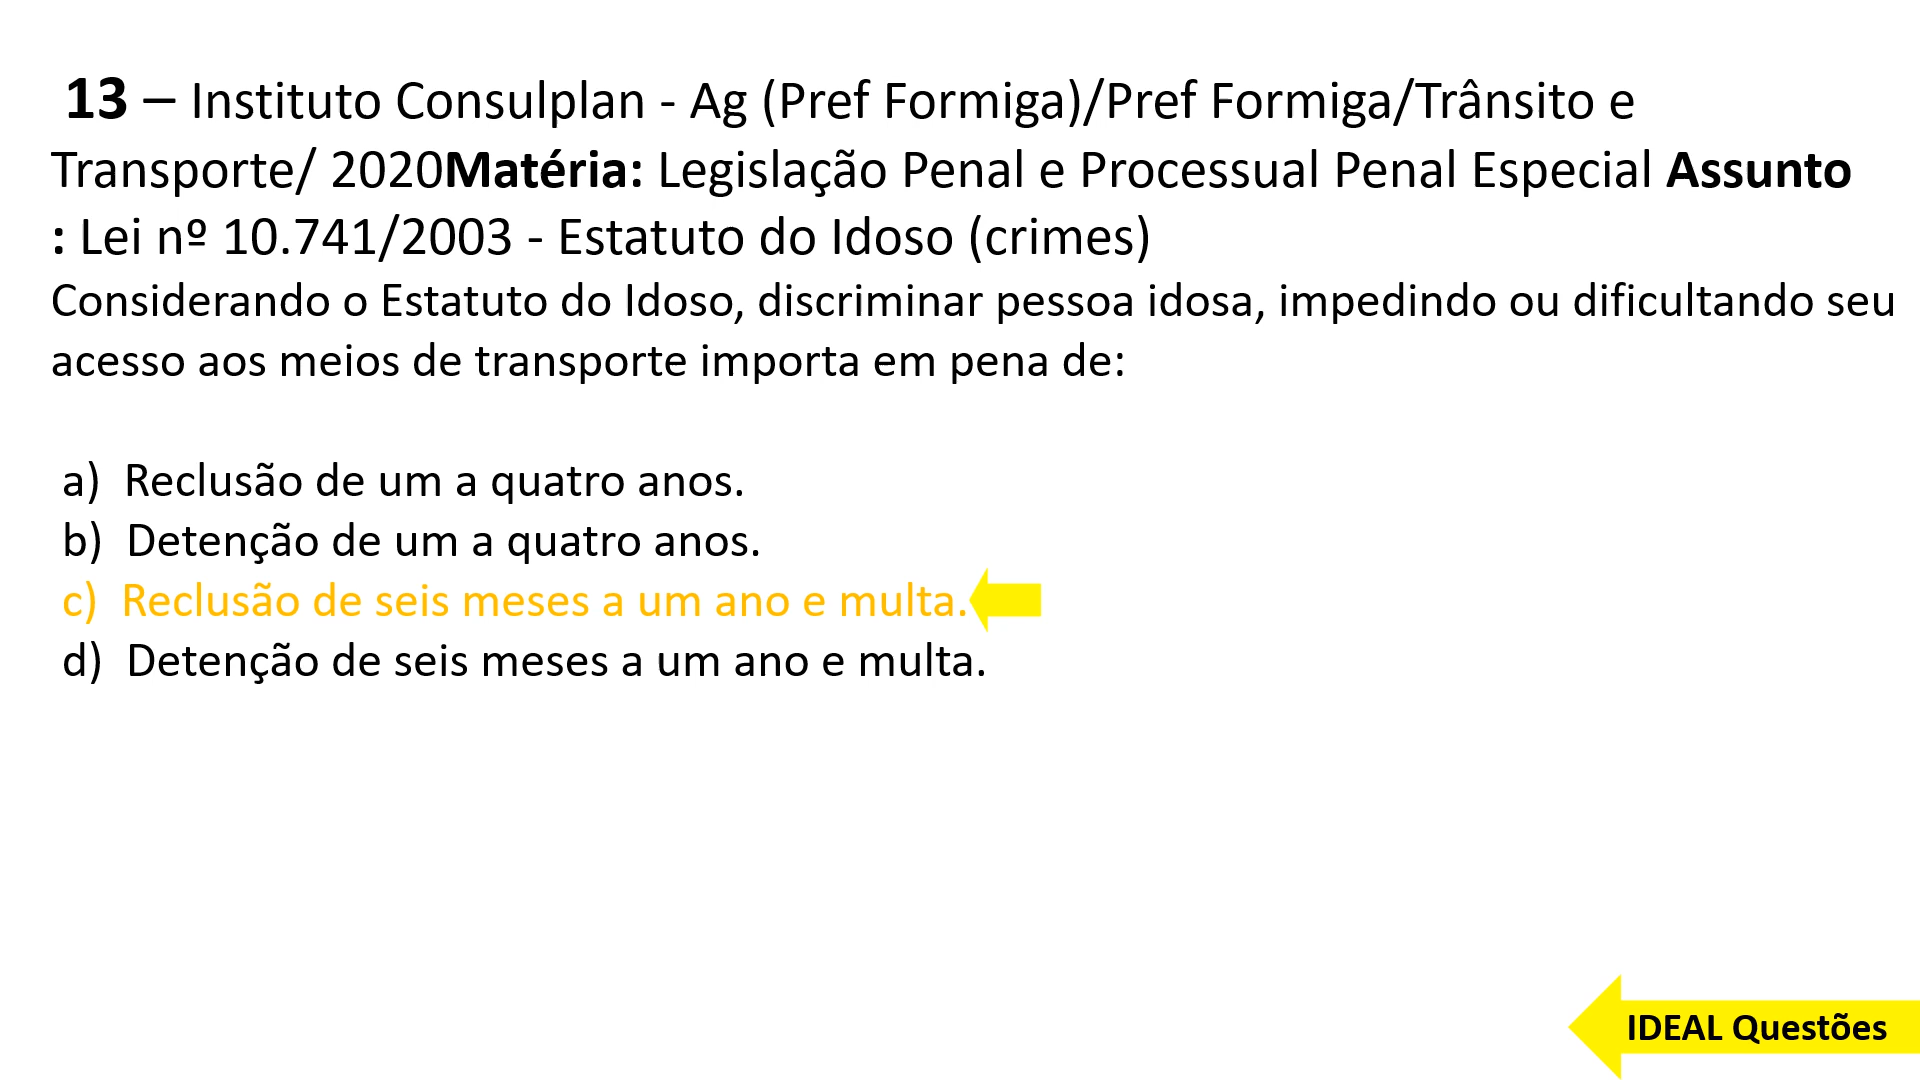 13 – Instituto Consulplan - Ag (Pref Formiga)/Pref Formiga/Trânsito e
Transporte/ 2020Matéria: Legislação Penal e Processual Penal Especial Assunto
: Lei nº 10.741/2003 - Estatuto do Idoso (crimes)
Considerando o Estatuto do Idoso, discriminar pessoa idosa, impedindo ou dificultando seu
acesso aos meios de transporte importa em pena de:
a) Reclusão de um a quatro anos.
b) Detenção de um a quatro anos.
c) Reclusão de seis meses a um ano e multa.
d) Detenção de seis meses a um ano e multa.
IDEAL Questões